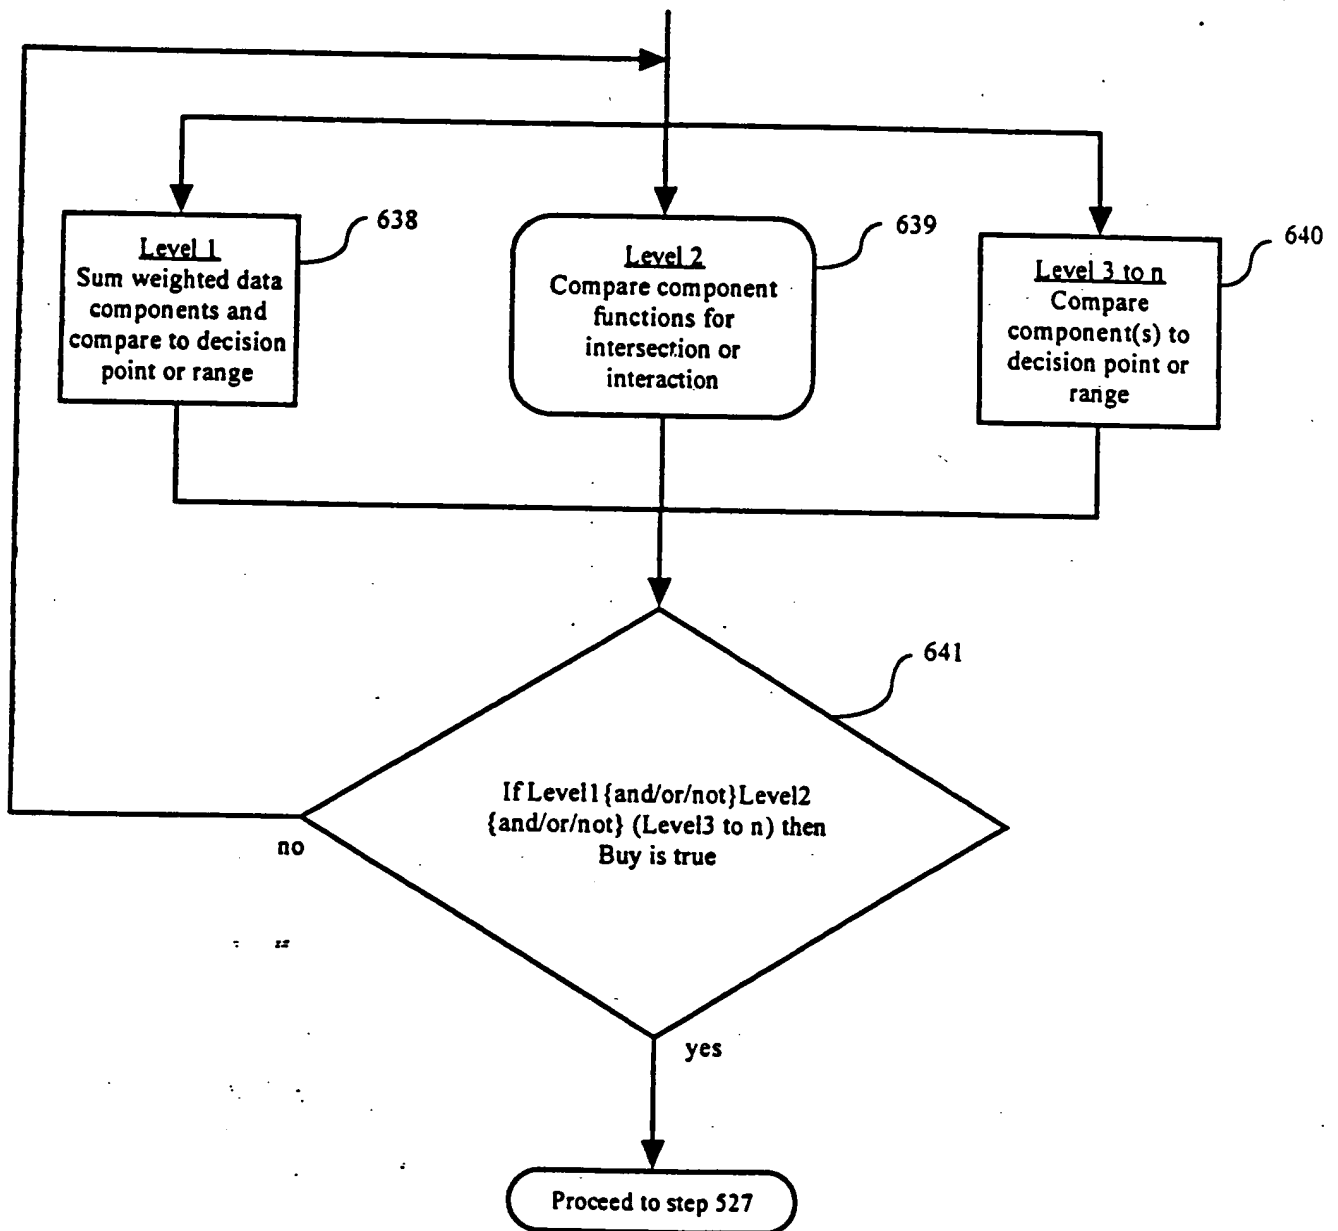 638
Level 1
Sum weighted data
components and
compare to decision
point or range
639
Level 2
Compare component
functions for
intersection or
interaction
640
Level 3 to n
Compare
component(s) to
decision point or
range
641
If Level1{and/or/not}Level2
{and/or/not} (Level3 to n) then
Buy is true
no
yes
Proceed to step 527